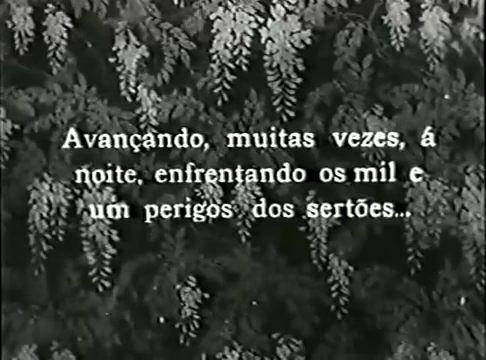 Avançando, muitas vezes, á
noite, enfrentando os mil e
um perigos dos sertões...